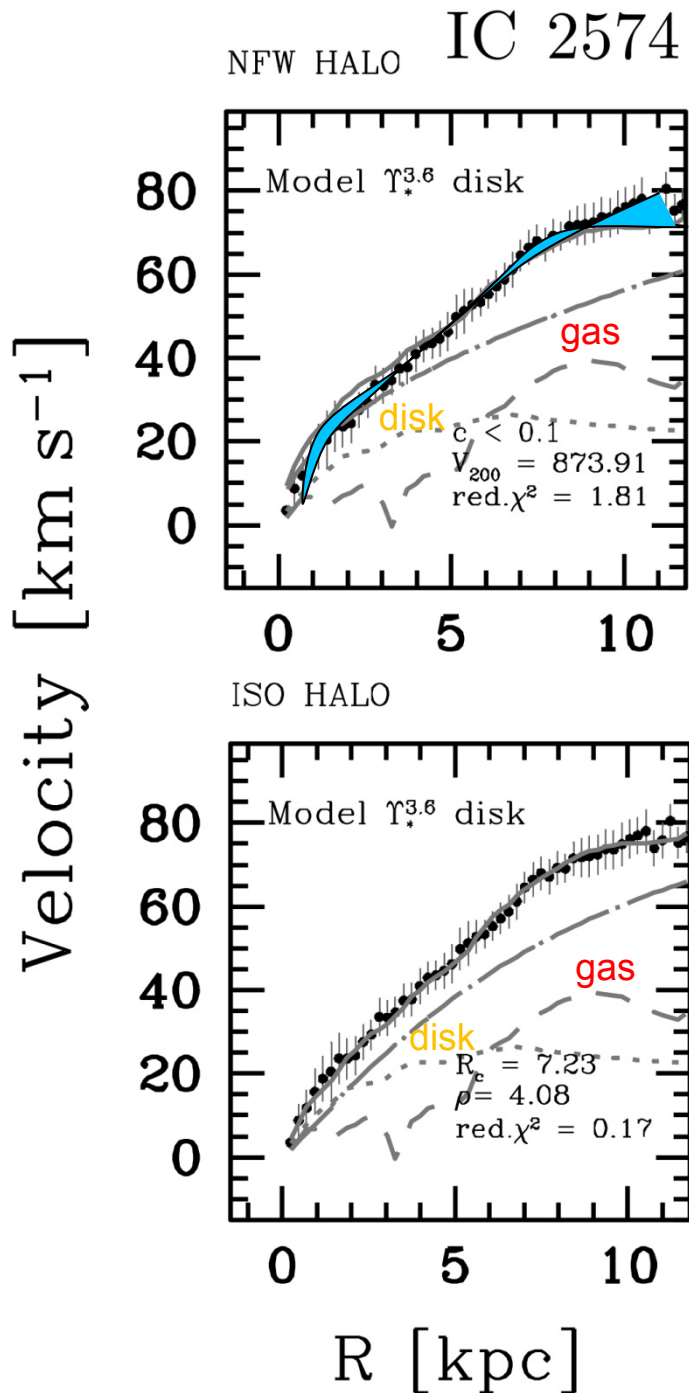 IC 2574
NFW HALO
Model ϒ*^3.6 disk
80
60
40
20
0
gas
disk
c < 0.1
V_200 = 873.91
red.χ² = 1.81
0 5 10
ISO HALO
Model ϒ*^3.6 disk
80
60
40
20
0
gas
disk
R_c = 7.23
ρ= 4.08
red.χ² = 0.17
0 5 10
Velocity [km s⁻¹]
R [kpc]